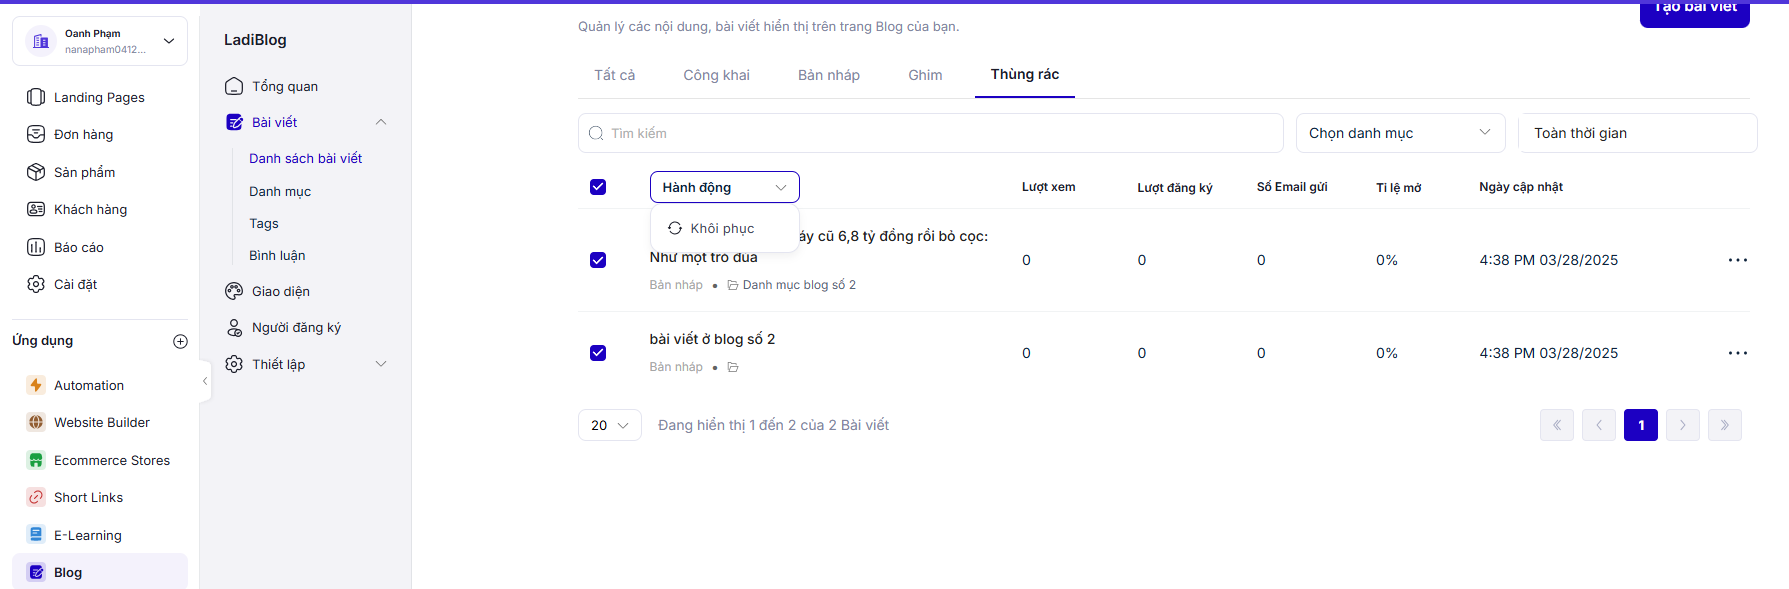 Oanh Phạm
nanapham0412...
Landing Pages
Đơn hàng
Sản phẩm
Khách hàng
Báo cáo
Cài đặt
Ứng dụng
Automation
Website Builder
Ecommerce Stores
Short Links
E-Learning
Blog
LadiBlog
Tổng quan
Bài viết
Danh sách bài viết
Danh mục
Tags
Bình luận
Giao diện
Người đăng ký
Thiết lập
Tạo bài viết
Quản lý các nội dung, bài viết hiển thị trên trang Blog của bạn.
Tất cả Công khai Bản nháp Ghim Thùng rác
Tìm kiếm Chọn danh mục Toàn thời gian
Hành động Lượt xem Lượt đăng ký Số Email gửi Tỉ lệ mở Ngày cập nhật
Khôi phục
cũ 6,8 tỷ đồng rồi bỏ cọc:
Như một trò đùa 0 0 0 0% 4:38 PM 03/28/2025
Bản nháp • Danh mục blog số 2
bài viết ở blog số 2 0 0 0 0% 4:38 PM 03/28/2025
Bản nháp •
20 Đang hiển thị 1 đến 2 của 2 Bài viết « ‹ 1 › »